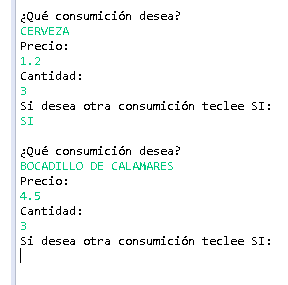 ¿Qué consumición desea?
CERVEZA
Precio:
1.2
Cantidad:
3
Si desea otra consumición teclee SI:
SI
¿Qué consumición desea?
BOCADILLO DE CALAMARES
Precio:
4.5
Cantidad:
3
Si desea otra consumición teclee SI: